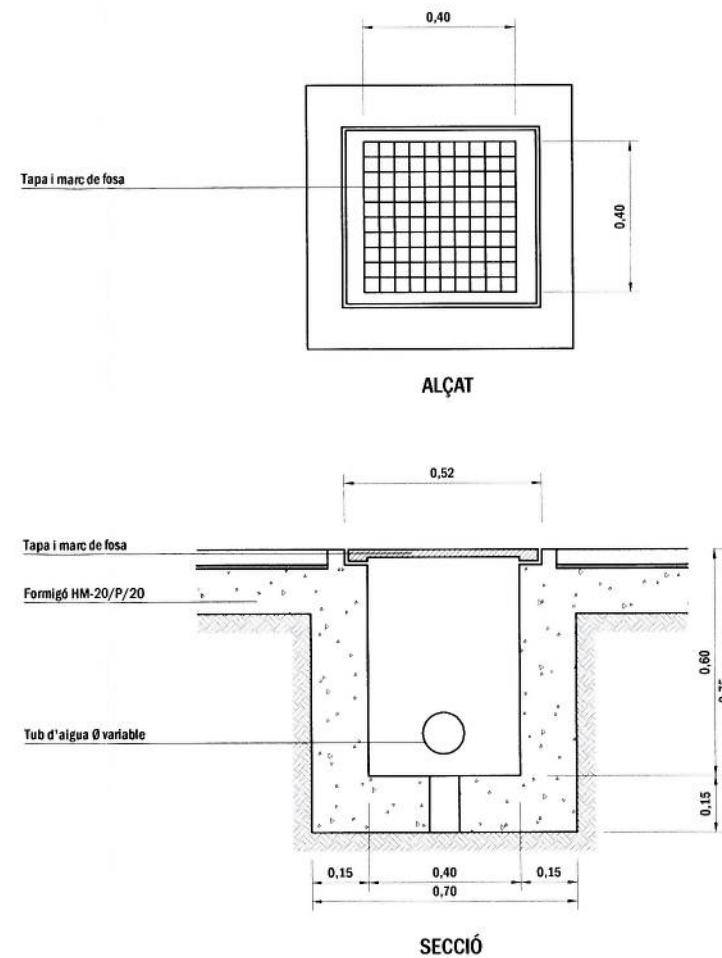 0,40
Tapa i marc de fosa
0,40
ALÇAT
0,52
Tapa i marc de fosa
Formigó HM-20/P/20
0,60
Tub d'aigua Ø variable
0,15
0,15
0,40
0,15
0,70
SECCIÓ